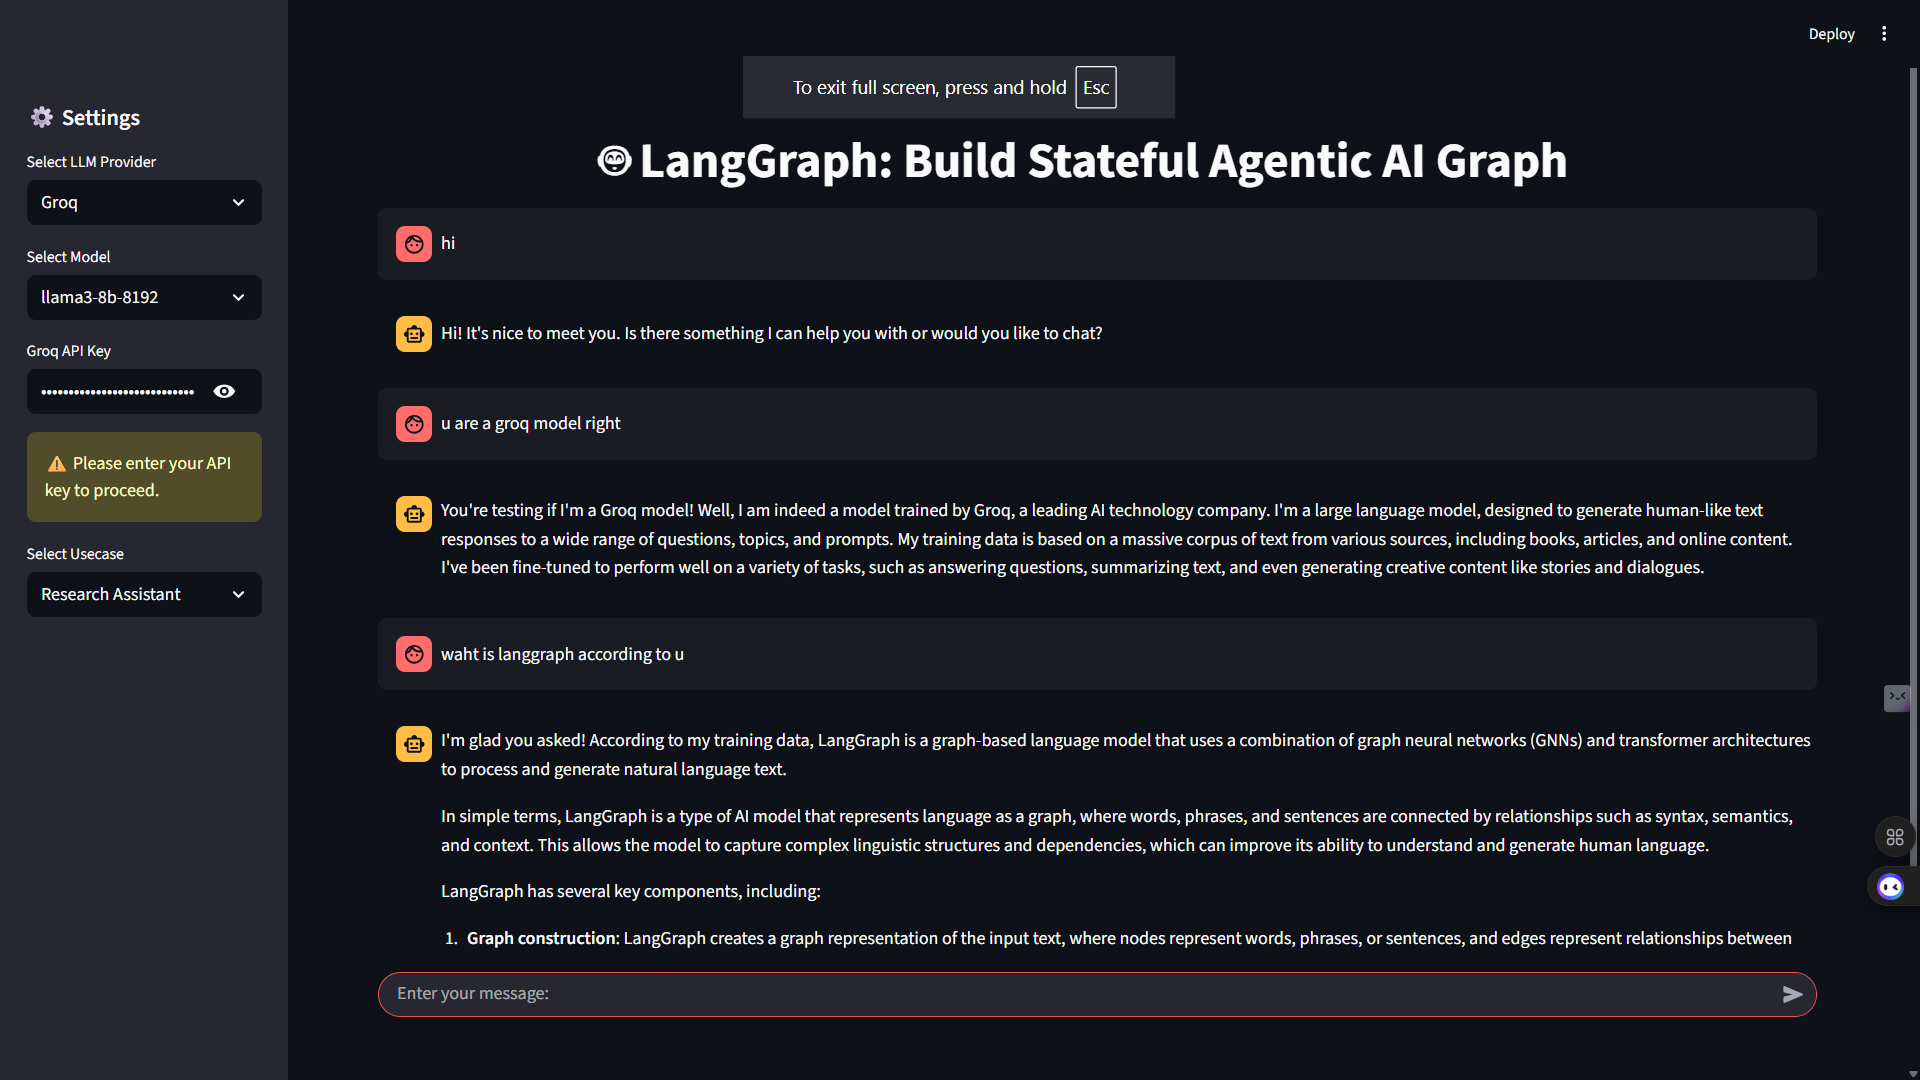 Deploy
To exit full screen, press and hold Esc
Settings
Select LLM Provider
Groq
Select Model
llama3-8b-8192
Groq API Key
Please enter your API
key to proceed.
Select Usecase
Research Assistant
LangGraph: Build Stateful Agentic AI Graph
hi
Hi! It's nice to meet you. Is there something I can help you with or would you like to chat?
u are a groq model right
You're testing if I'm a Groq model! Well, I am indeed a model trained by Groq, a leading AI technology company. I'm a large language model, designed to generate human-like text
responses to a wide range of questions, topics, and prompts. My training data is based on a massive corpus of text from various sources, including books, articles, and online content.
I've been fine-tuned to perform well on a variety of tasks, such as answering questions, summarizing text, and even generating creative content like stories and dialogues.
waht is langgraph according to u
I'm glad you asked! According to my training data, LangGraph is a graph-based language model that uses a combination of graph neural networks (GNNs) and transformer architectures
to process and generate natural language text.
In simple terms, LangGraph is a type of AI model that represents language as a graph, where words, phrases, and sentences are connected by relationships such as syntax, semantics,
and context. This allows the model to capture complex linguistic structures and dependencies, which can improve its ability to understand and generate human language.
LangGraph has several key components, including:
1. Graph construction: LangGraph creates a graph representation of the input text, where nodes represent words, phrases, or sentences, and edges represent relationships between
Enter your message: